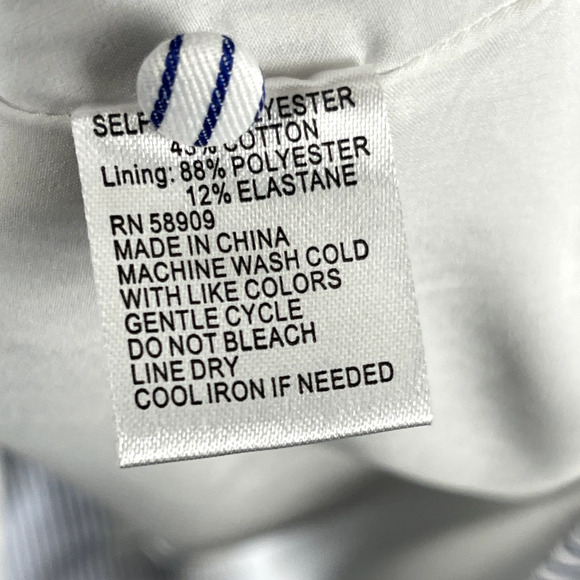 SELF YESTER
COTTON
Lining: 88% POLYESTER
12% ELASTANE
RN 58909
MADE IN CHINA
MACHINE WASH COLD
WITH LIKE COLORS
GENTLE CYCLE
DO NOT BLEACH
LINE DRY
COOL IRON IF NEEDED